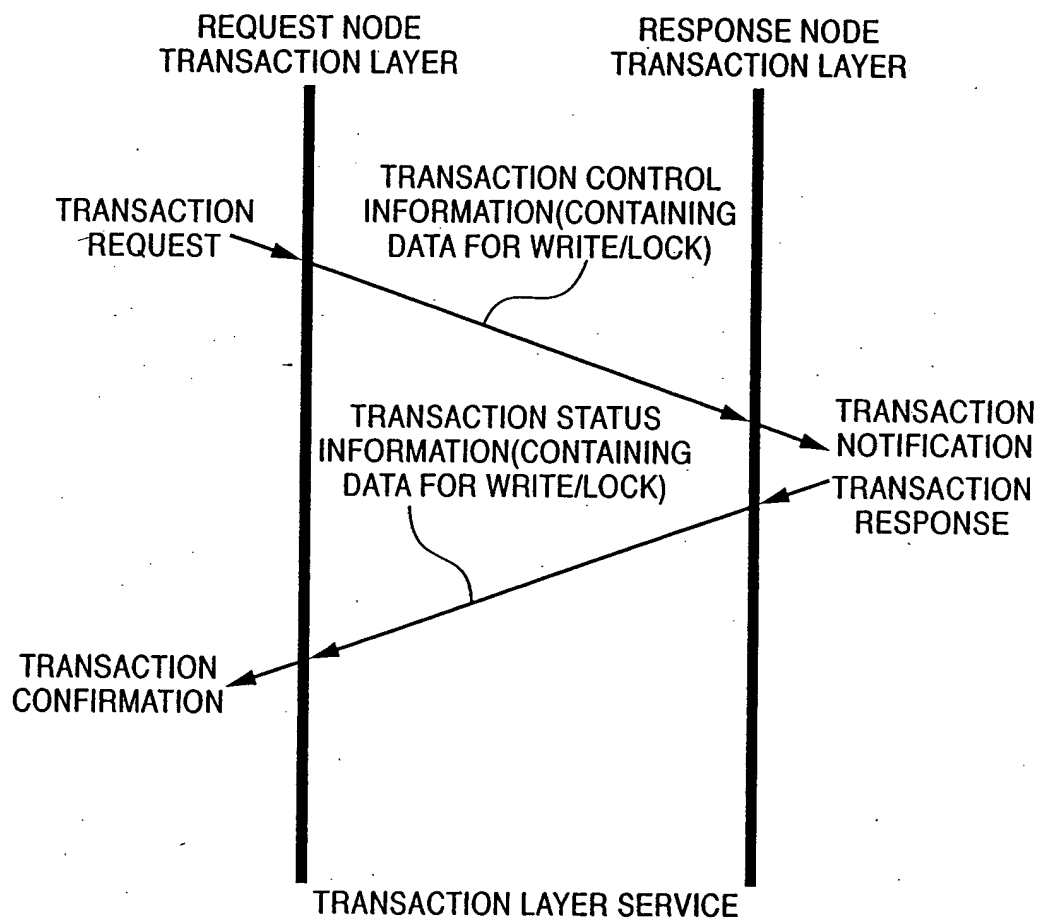 REQUEST NODE
TRANSACTION LAYER
RESPONSE NODE
TRANSACTION LAYER
TRANSACTION CONTROL
INFORMATION(CONTAINING
DATA FOR WRITE/LOCK)
TRANSACTION
REQUEST
TRANSACTION STATUS
INFORMATION(CONTAINING
DATA FOR WRITE/LOCK)
TRANSACTION
NOTIFICATION
TRANSACTION
RESPONSE
TRANSACTION
CONFIRMATION
TRANSACTION LAYER SERVICE